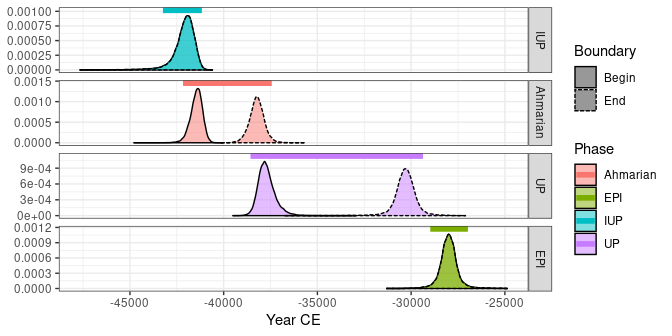 0.00100
0.00075
0.00050
0.00025
0.00000
IUP
0.0015
0.0010
0.0005
0.0000
Ahmarian
9e-04
6e-04
3e-04
0e+00
UP
0.0012
0.0009
0.0006
0.0003
0.0000
EPI
-45000 -40000 -35000 -30000 -25000
Year CE
Boundary
Begin
End
Phase
Ahmarian
EPI
IUP
UP